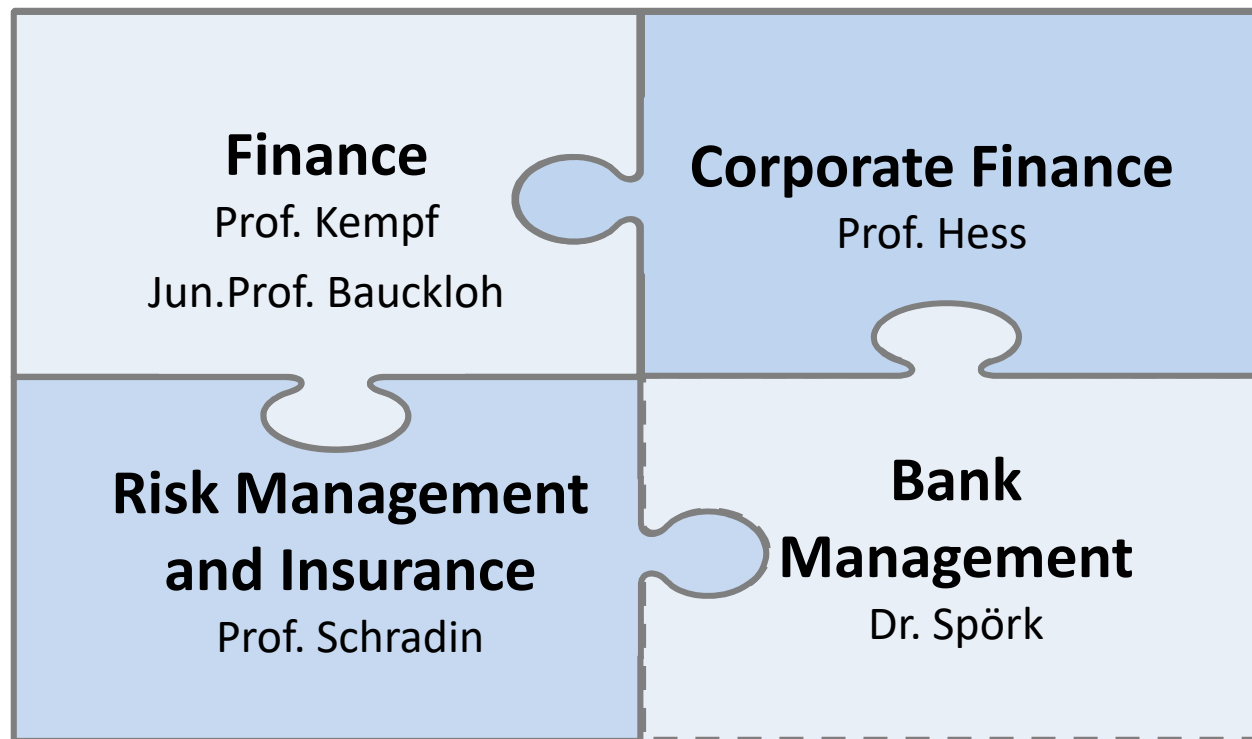 Finance
Prof. Kempf
Jun.Prof. Bauckloh
Corporate Finance
Prof. Hess
Risk Management
and Insurance
Prof. Schradin
Bank
Management
Dr. Spörk